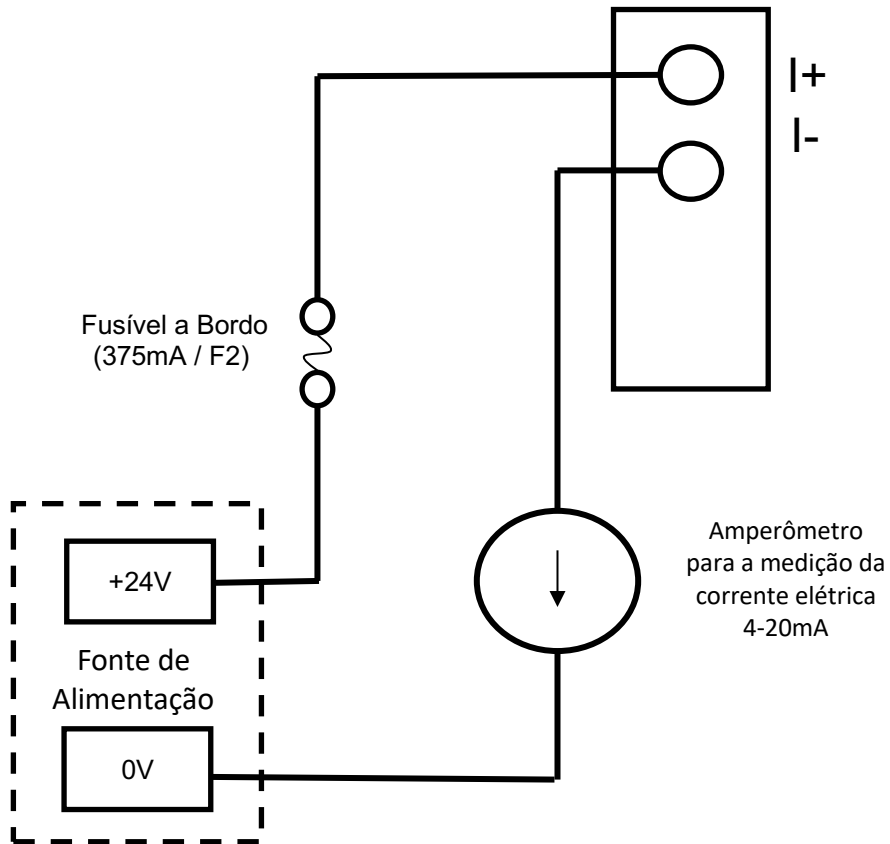 I+
I-
Fusível a Bordo
(375mA / F2)
+24V
Fonte de
Alimentação
0V
Amperômetro
para a medição da
corrente elétrica
4-20mA